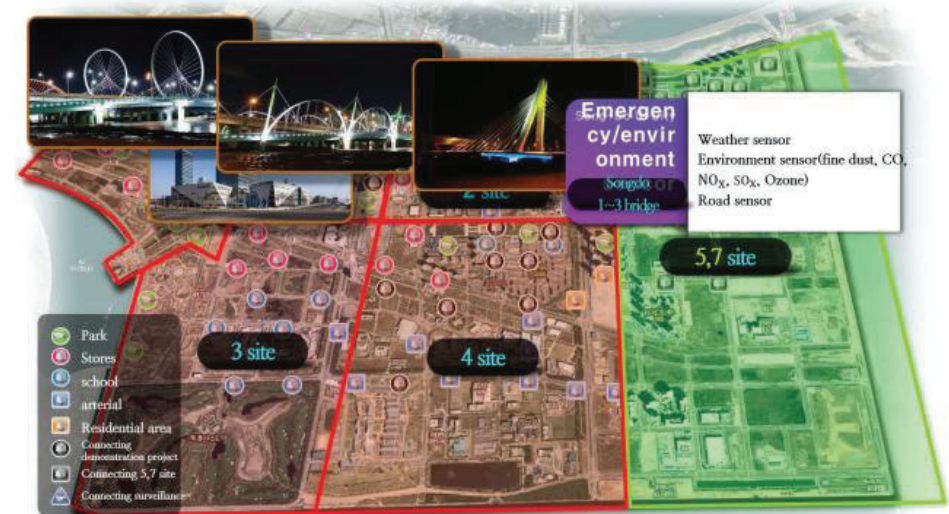 Emergen
cy/envir
onment
Songdo
1~3 bridge
Weather sensor
Environment sensor(fine dust, CO,
NOX, SOX, Ozone)
Road sensor
2 site
5,7 site
3 site
4 site
Park
Stores
school
arterial
Residential area
Connecting
demonstration project
Connecting 5,7 site
Connecting surveillance